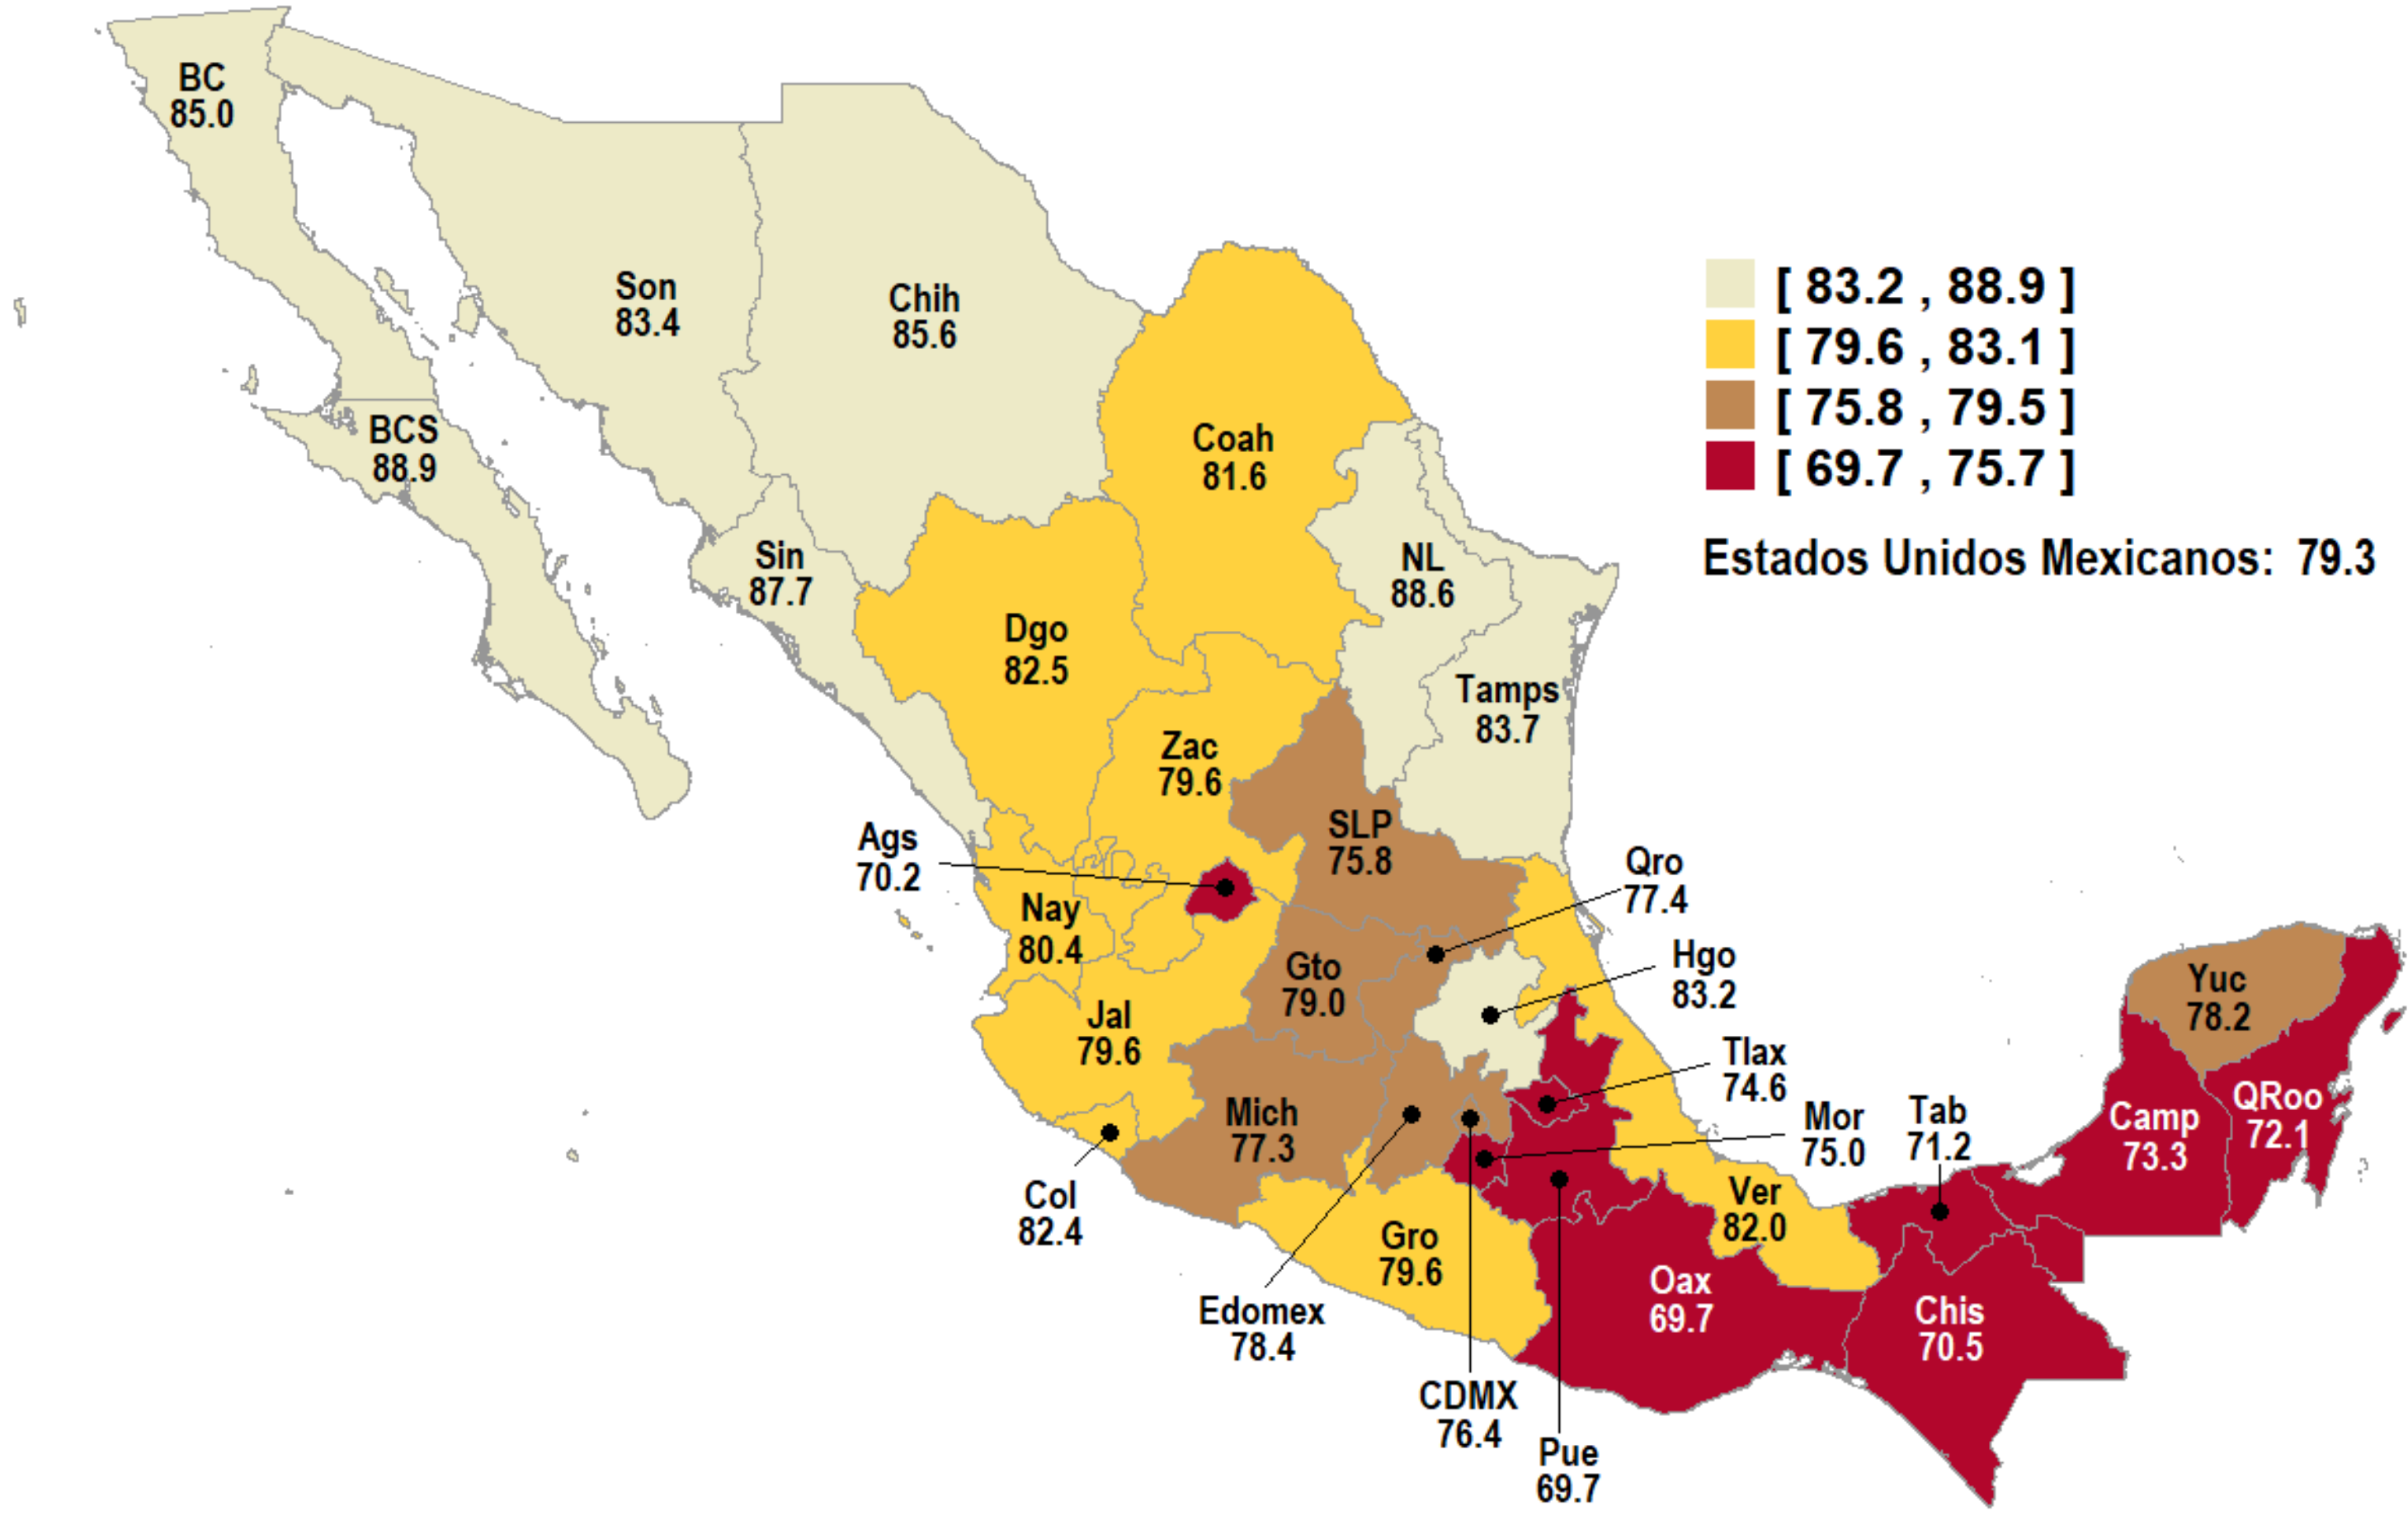 BC
85.0
Son
83.4
Chih
85.6
BCS
88.9
Coah
81.6
[ 83.2 , 88.9 ]
[ 79.6 , 83.1 ]
[ 75.8 , 79.5 ]
[ 69.7 , 75.7 ]
Estados Unidos Mexicanos: 79.3
Sin
87.7
NL
88.6
Dgo
82.5
Tamps
83.7
Zac
79.6
SLP
75.8
Ags
70.2
Qro
77.4
Nay
80.4
Gto
79.0
Hgo
83.2
Yuc
78.2
Jal
79.6
Tlax
74.6
Mich
77.3
Mor
75.0
Tab
71.2
Camp
73.3
QRoo
72.1
Col
82.4
Ver
82.0
Gro
79.6
Oax
69.7
Edomex
78.4
Chis
70.5
CDMX
76.4
Pue
69.7